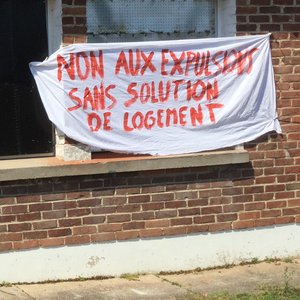 NON AUX EXPULSIONS
SANS SOLUTION
DE LOGEMENT